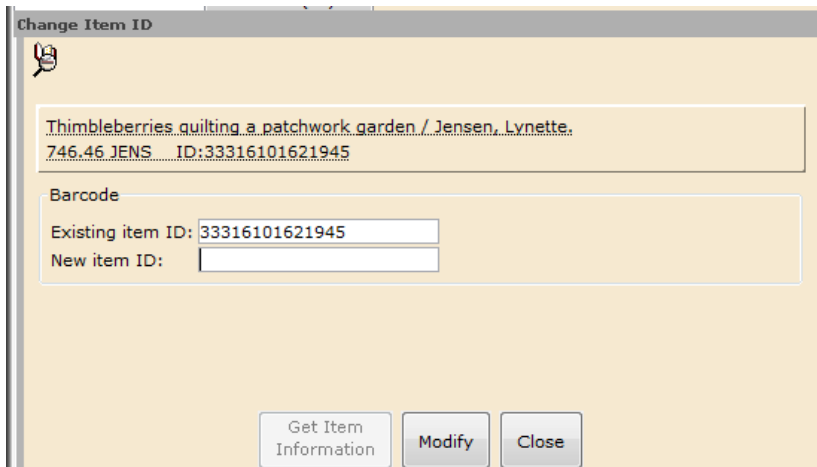 Change Item ID
Thimbleberries quilting a patchwork garden / Jensen, Lynette.
746.46 JENS ID:33316101621945
Barcode
Existing item ID: 33316101621945
New item ID:
Get Item
Information
Modify
Close